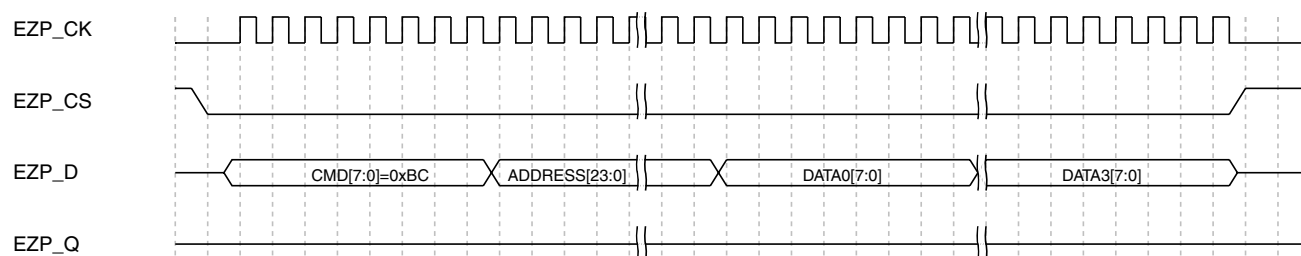 EZP_CK
EZP_CS
EZP_D CMD[7:0]=0xBC ADDRESS[23:0] DATA0[7:0] DATA3[7:0]
EZP_Q